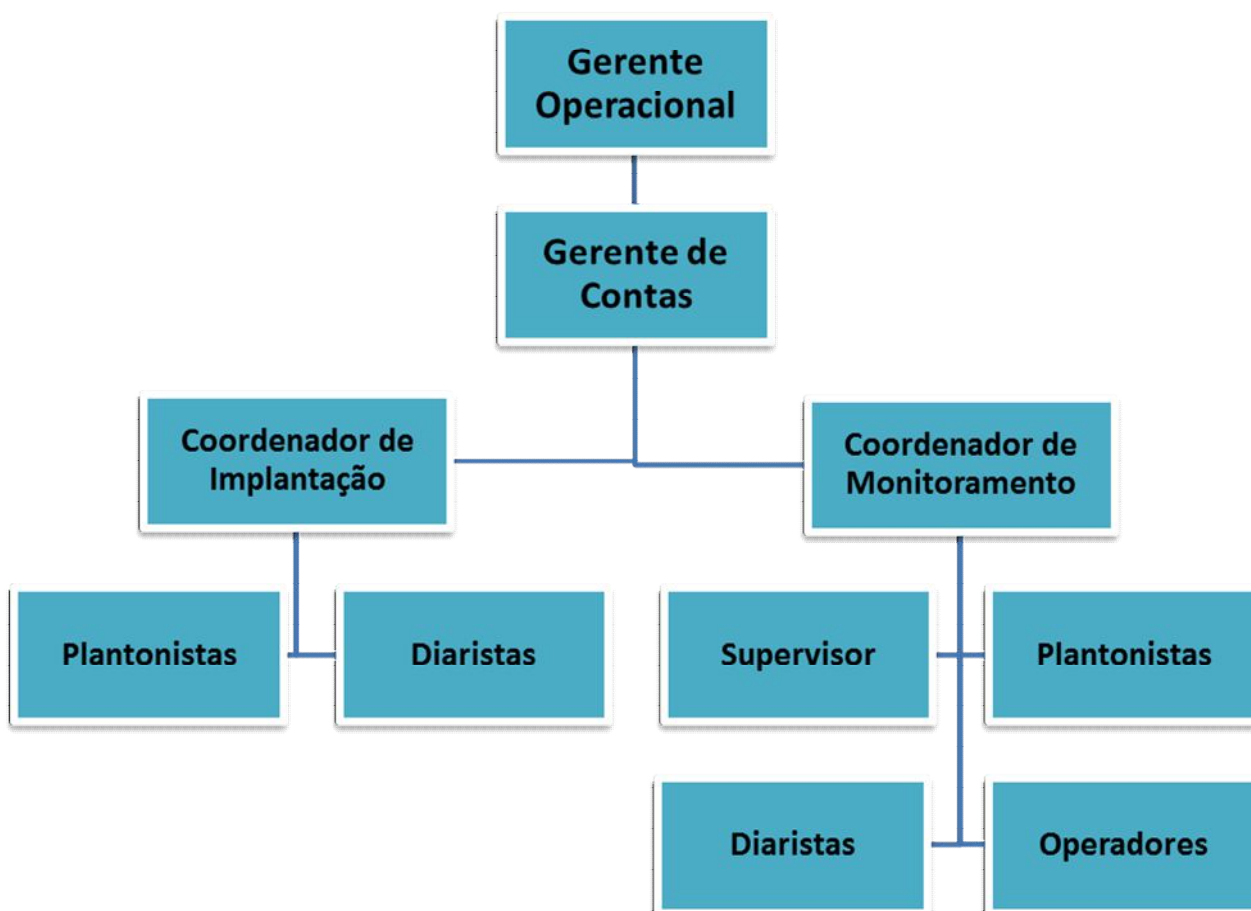 Gerente
Operacional
Gerente de
Contas
Coordenador de
Implantação
Coordenador de
Monitoramento
Plantonistas
Diaristas
Supervisor
Plantonistas
Diaristas
Operadores